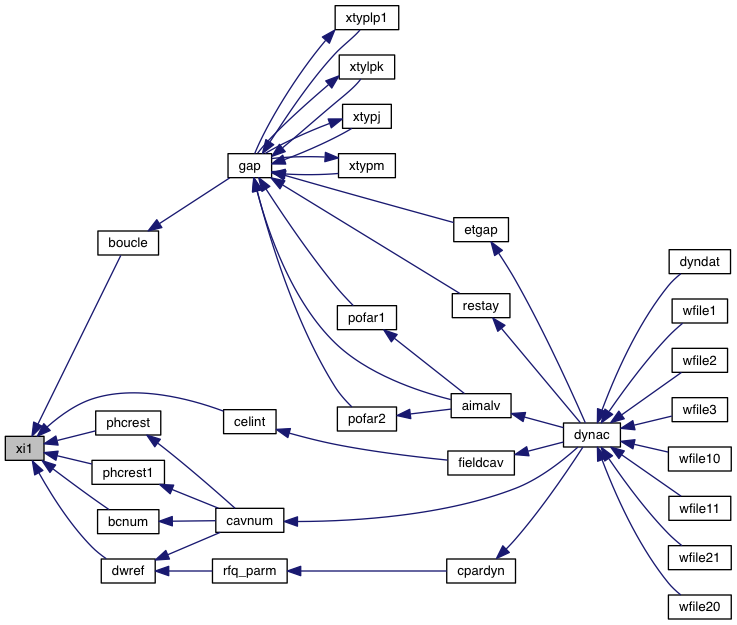 xtyplp1
xtylpk
xtypj
gap
xtypm
etgap
boucle
dyndat
restay
wfile1
pofar1
wfile2
aimalv
wfile3
pofar2
phcrest
celint
dynac
xi1
fieldcav
wfile10
phcrest1
bcnum
cavnum
wfile11
dwref
rfq_parm
cpardyn
wfile21
wfile20